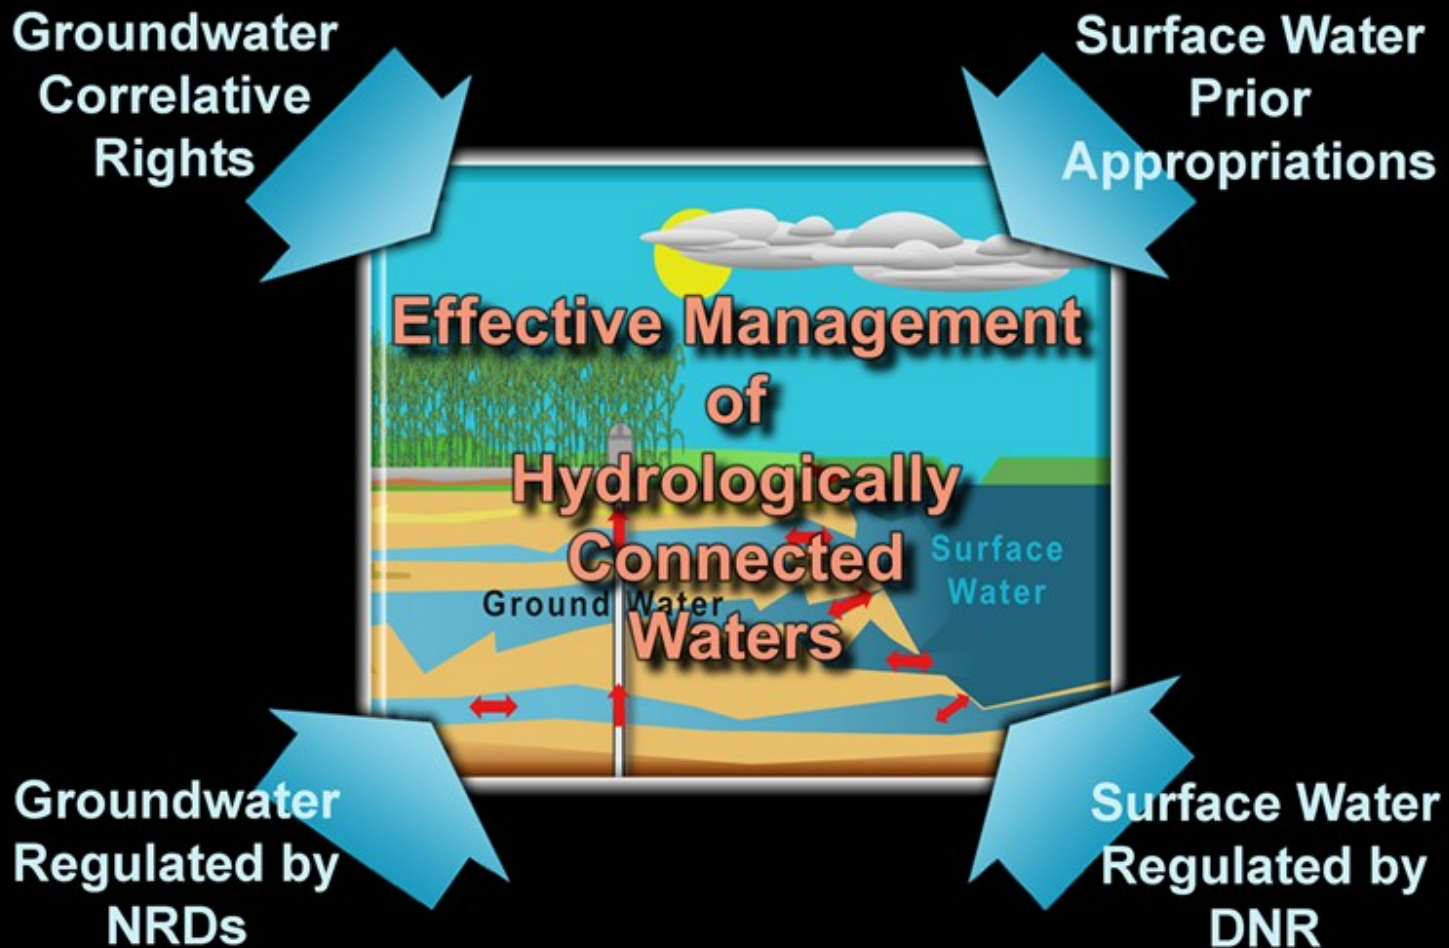 Groundwater
Correlative
Rights
Surface Water
Prior
Appropriations
Effective Management
of
Hydrologically
Connected
Waters
Ground Water
Surface
Water
Groundwater
Regulated by
NRDs
Surface Water
Regulated by
DNR